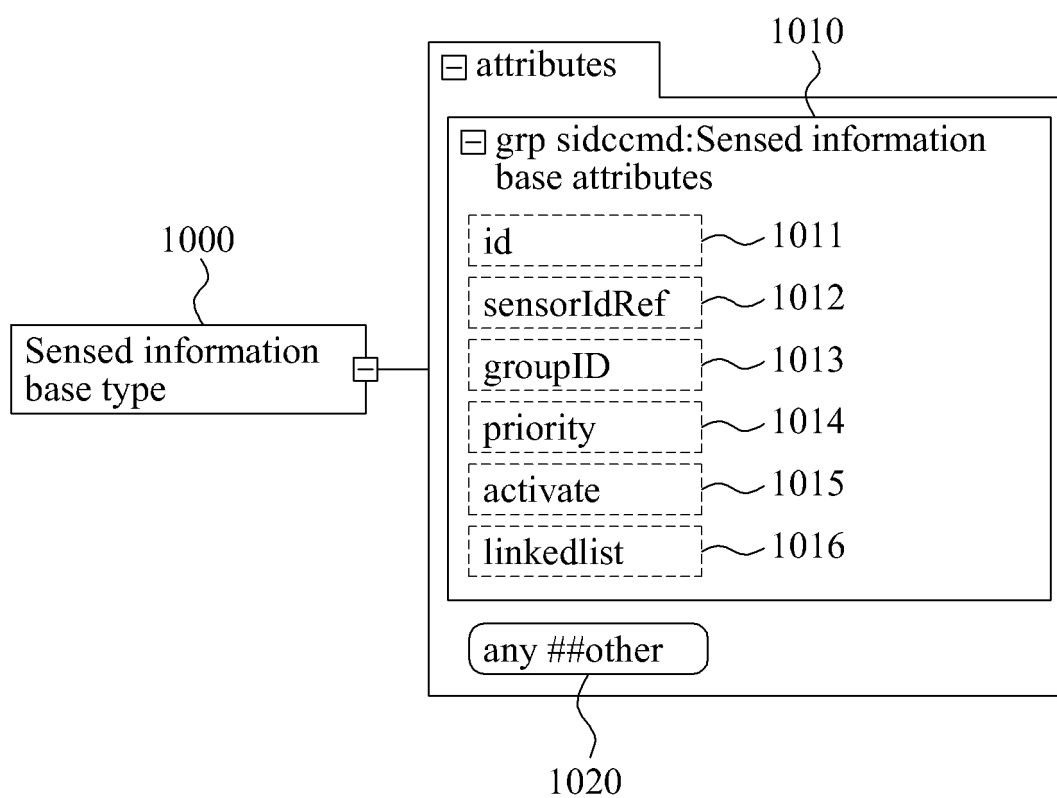 1010
attributes
grp sidccmd:Sensed information
base attributes
id
1011
1000
sensorIdRef
1012
Sensed information
base type
groupID
1013
priority
1014
activate
1015
linkedlist
1016
any ##other
1020